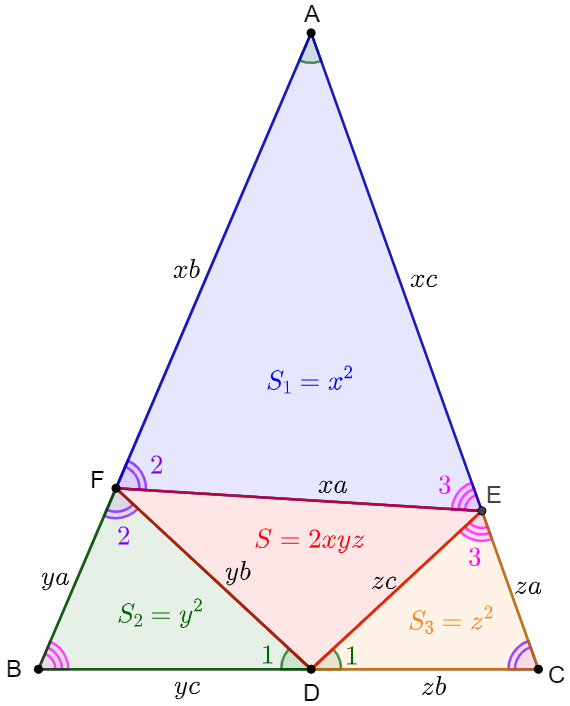 A
xb
xc
S₁ = x²
F 2
3 E
xa
2
3
S = 2xyz
ya
yb
zc
za
S₂ = y²
S₃ = z²
1
1
B
D
C
yc
zb